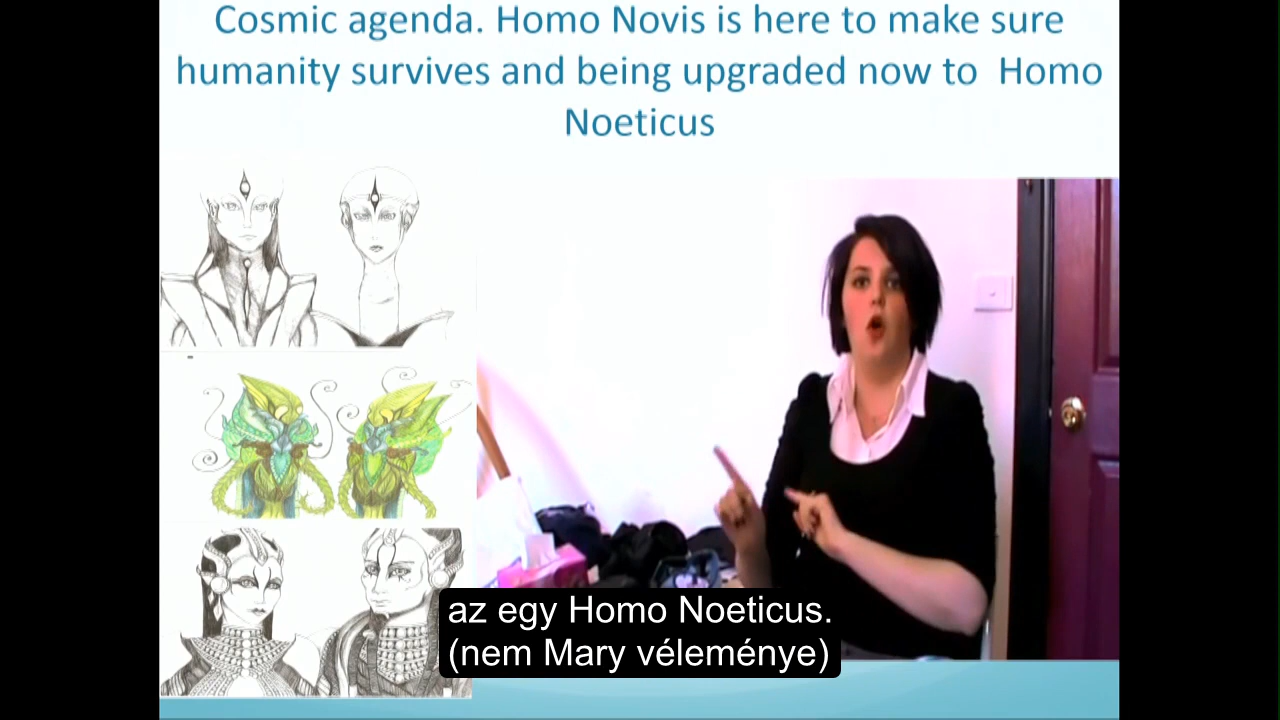 Cosmic agenda. Homo Novis is here to make sure
humanity survives and being upgraded now to Homo
Noeticus
az egy Homo Noeticus.
(nem Mary véleménye)